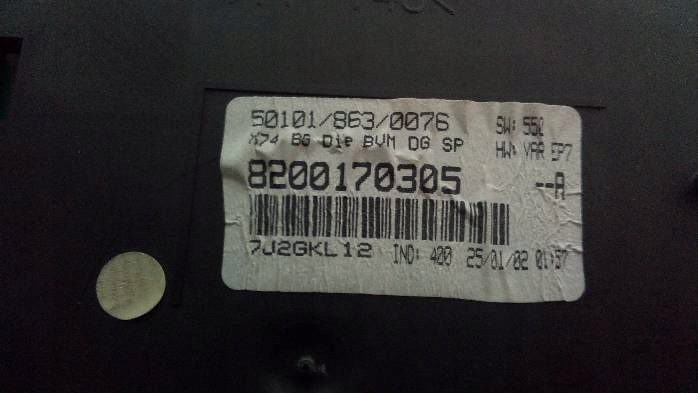 50101/863/0076 SW: 550
X74 BG Die BVM DG SP HW: VAR EP7
8200170305 --A
7J2GKL12 IND: 400 25/01/02 01:57